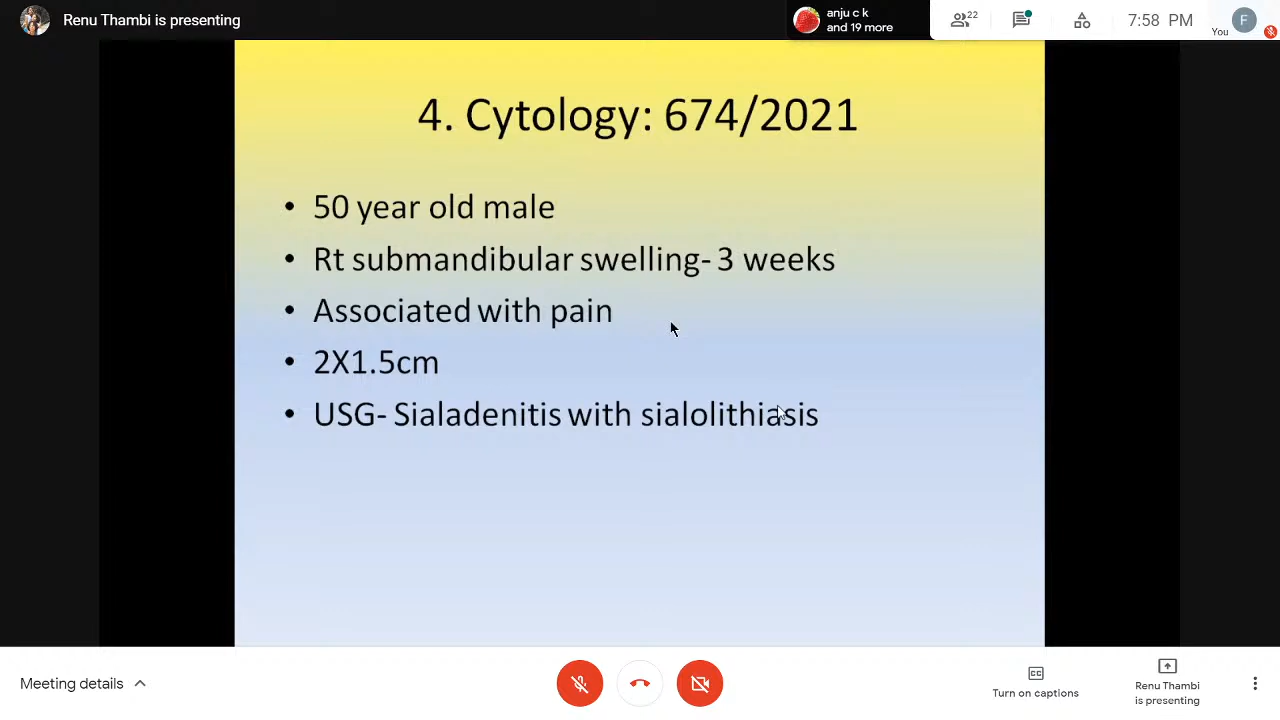 Renu Thambi is presenting
anju c k
and 19 more
22
7:58 PM
You
F
4. Cytology: 674/2021
• 50 year old male
• Rt submandibular swelling- 3 weeks
• Associated with pain
• 2X1.5cm
• USG- Sialadenitis with sialolithiasis
Meeting details
CC
Turn on captions
Renu Thambi
is presenting